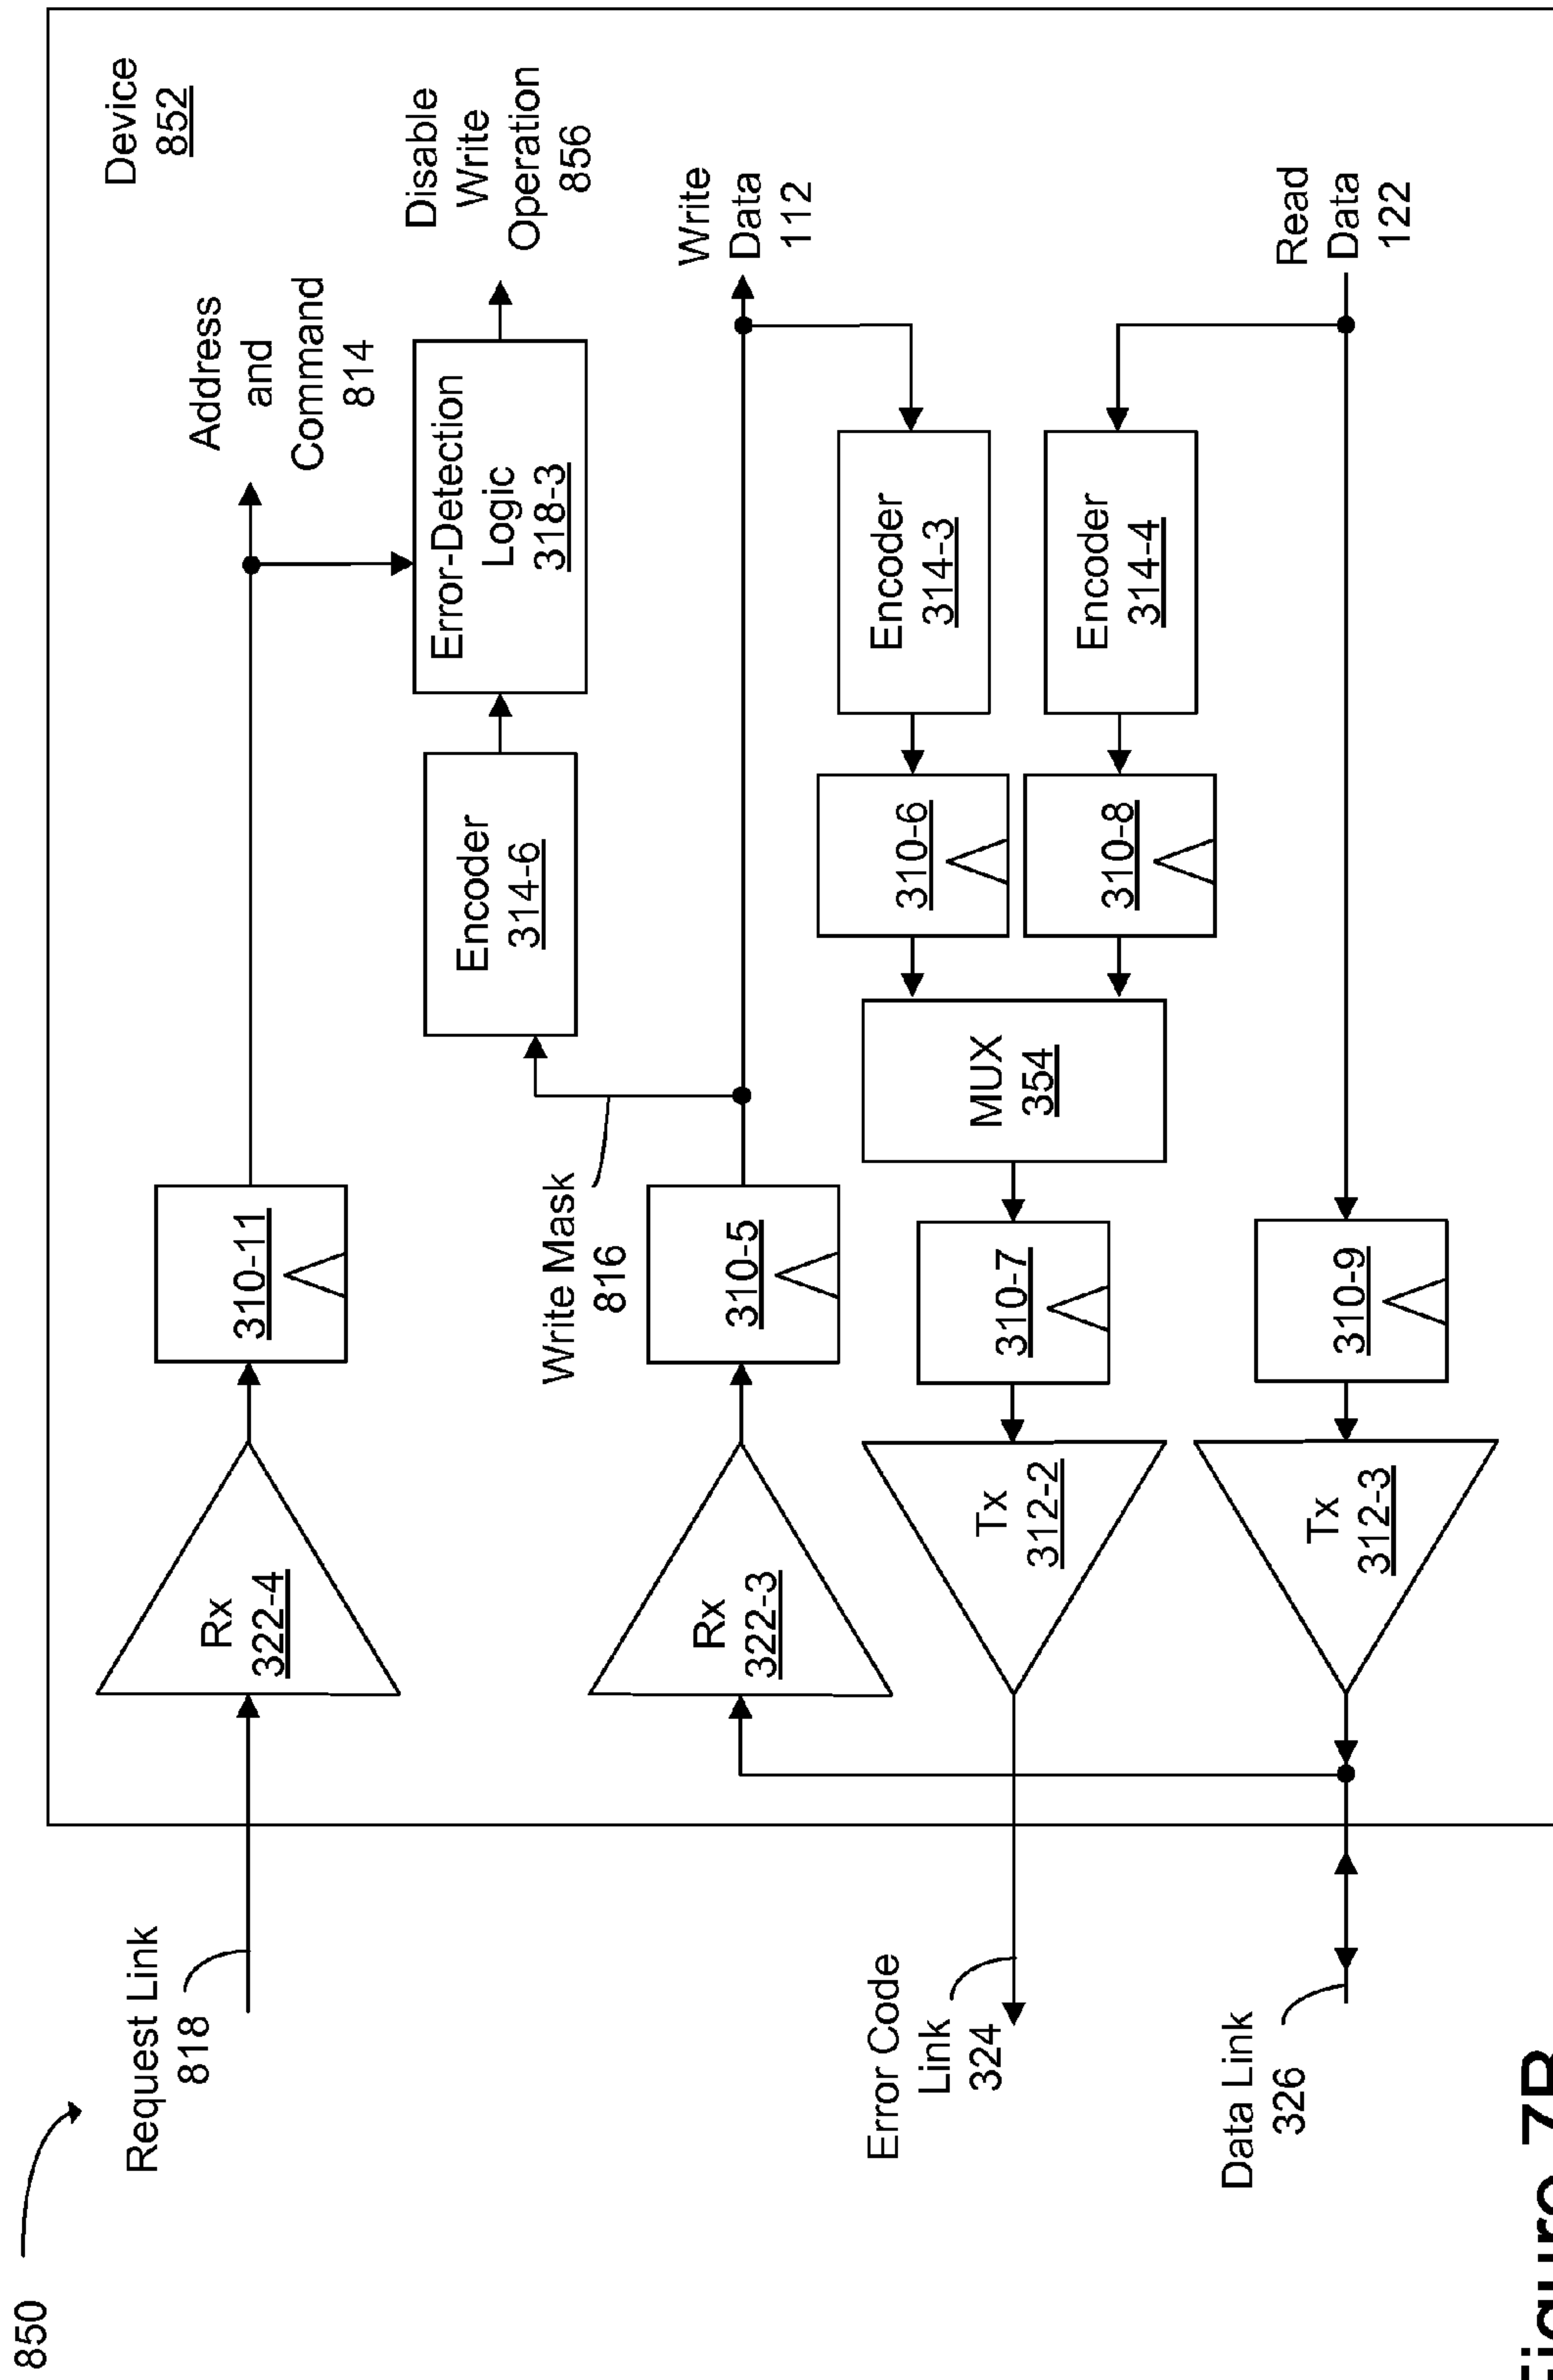 850
Request Link
818
Error Code
Link
324
Data Link
326
Device
852
Rx
322-4
310-11
Address
and
Command
814
Encoder
314-6
Error-Detection
Logic
318-3
Disable
Write
Operation
856
Write Mask
816
Rx
322-3
310-5
Write
Data
112
Tx
312-2
310-7
MUX
354
310-6
Encoder
314-3
310-8
Encoder
314-4
Tx
312-3
310-9
Read
Data
122
Figure 7B